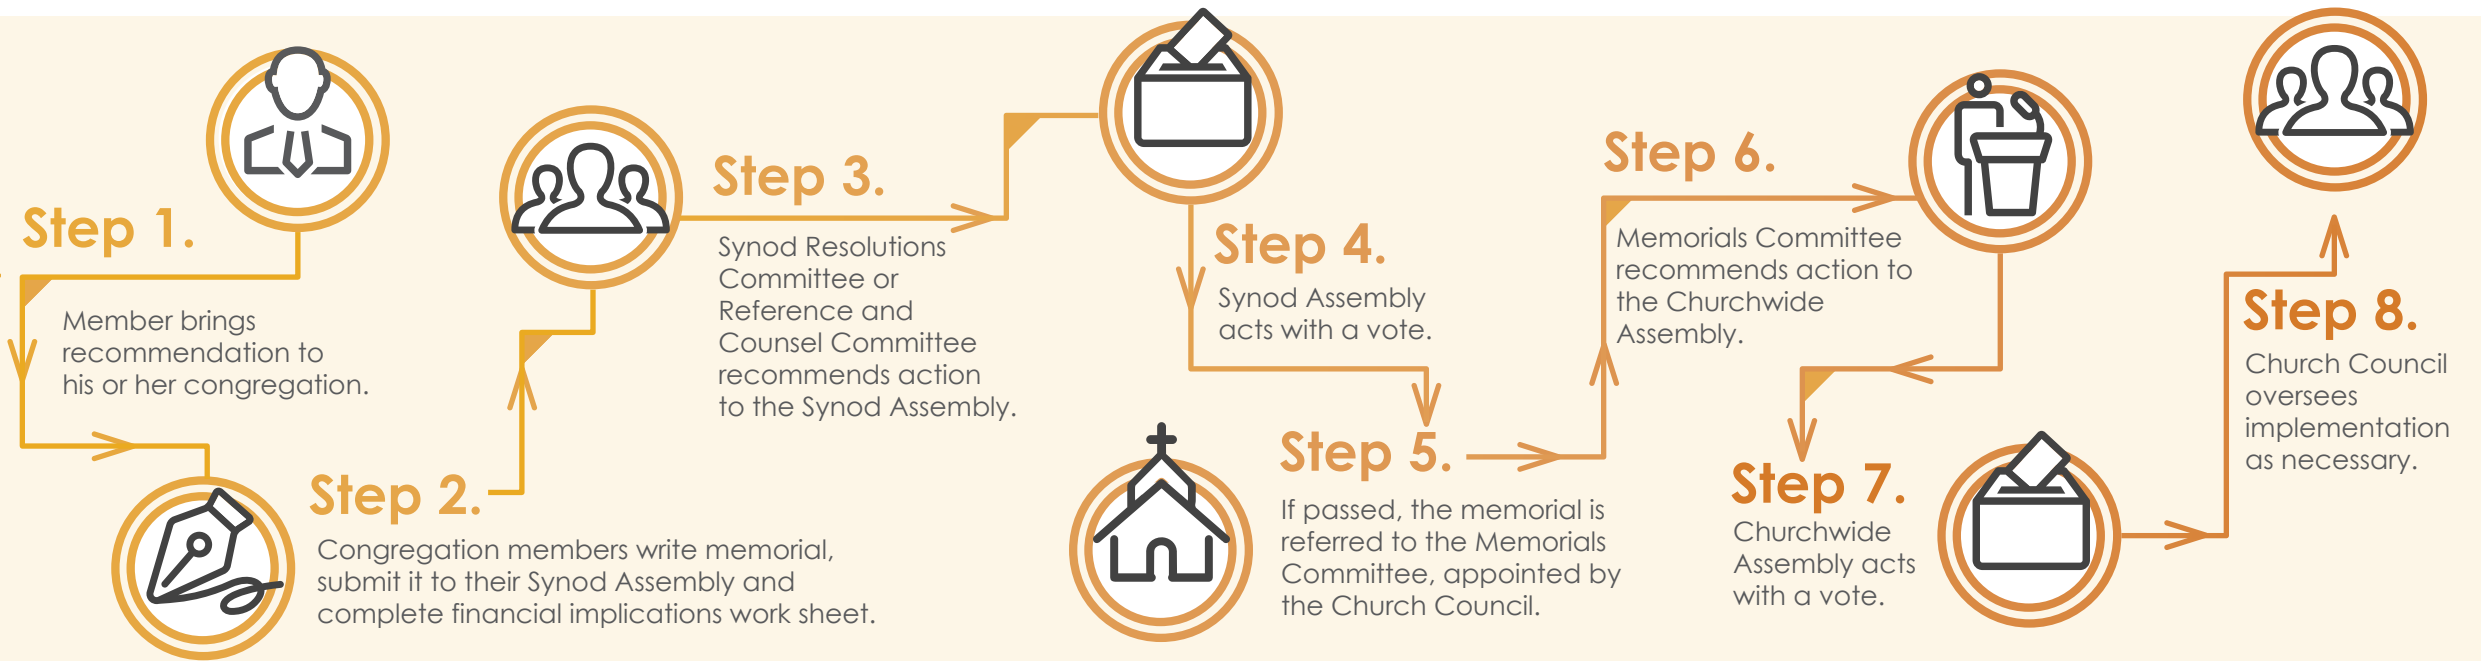 Step 1.
Member brings
recommendation to
his or her congregation.
Step 2.
Congregation members write memorial,
submit it to their Synod Assembly and
complete financial implications work sheet.
Step 3.
Synod Resolutions
Committee or
Reference and
Counsel Committee
recommends action
to the Synod Assembly.
Step 4.
Synod Assembly
acts with a vote.
Step 5.
If passed, the memorial is
referred to the Memorials
Committee, appointed by
the Church Council.
Step 6.
Memorials Committee
recommends action to
the Churchwide
Assembly.
Step 7.
Churchwide
Assembly acts
with a vote.
Step 8.
Church Council
oversees
implementation
as necessary.